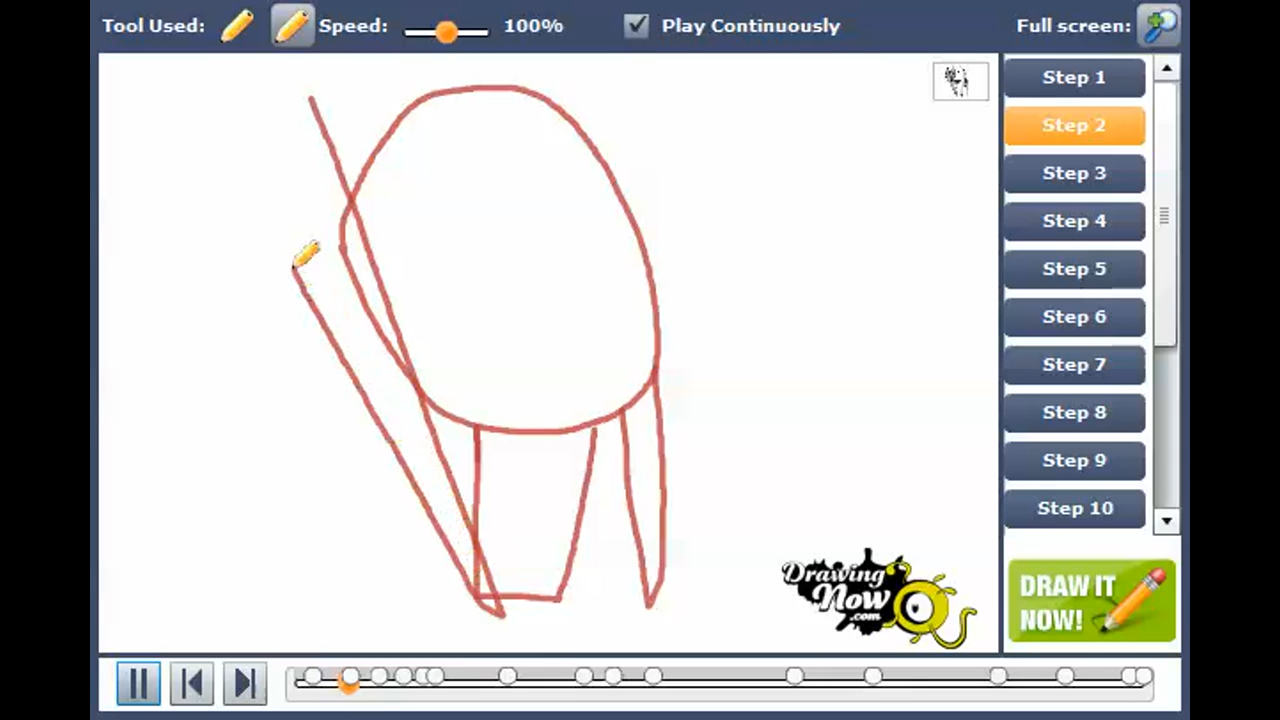 Tool Used:
Speed:
100%
Play Continuously
Full screen:
Step 1
Step 2
Step 3
Step 4
Step 5
Step 6
Step 7
Step 8
Step 9
Step 10
Drawing
Now
.com
DRAW IT
NOW!